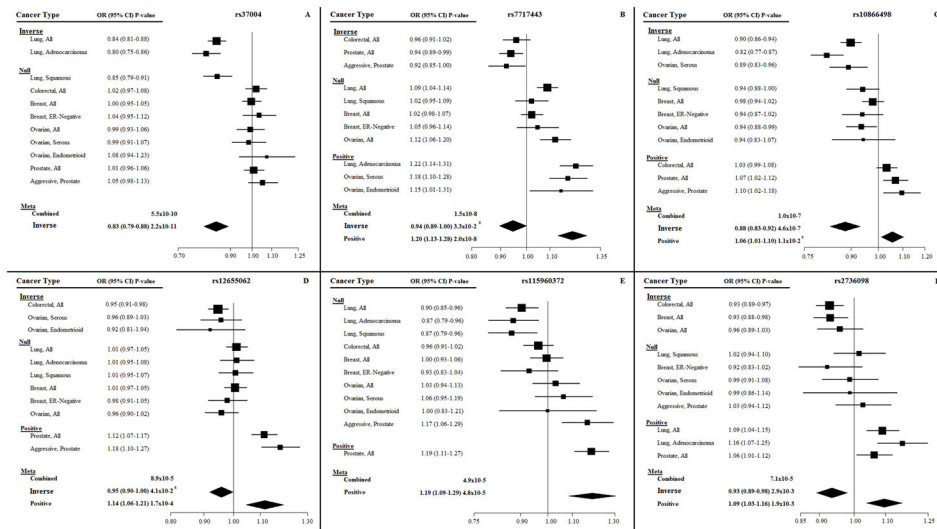 Cancer Type OR (95% CI) P-value rs37004 A
Inverse
Lung, All 0.84 (0.81-0.88)
Lung, Adenocarcinoma 0.80 (0.75-0.86)
Null
Lung, Squamous 0.85 (0.79-0.91)
Colorectal, All 1.02 (0.97-1.08)
Breast, All 1.00 (0.95-1.05)
Breast, ER-Negative 1.04 (0.95-1.12)
Ovarian, All 0.99 (0.93-1.06)
Ovarian, Serous 0.99 (0.91-1.07)
Ovarian, Endometrioid 1.08 (0.94-1.23)
Prostate, All 1.01 (0.96-1.06)
Aggressive, Prostate 1.05 (0.98-1.13)
Meta
Combined 5.5x10-10
Inverse 0.83 (0.79-0.88) 2.2x10-11
0.70 1.00 1.30
Cancer Type OR (95% CI) P-value rs7717443 B
Inverse
Colorectal, All 0.96 (0.91-1.02)
Prostate, All 0.94 (0.89-0.99)
Aggressive, Prostate 0.92 (0.85-1.00)
Null
Lung, All 1.09 (1.04-1.14)
Lung, Squamous 1.02 (0.95-1.09)
Breast, All 1.02 (0.98-1.07)
Breast, ER-Negative 1.05 (0.96-1.14)
Ovarian, All 1.12 (1.06-1.20)
Positive
Lung, Adenocarcinoma 1.22 (1.14-1.31)
Ovarian, Serous 1.18 (1.10-1.28)
Ovarian, Endometrioid 1.15 (1.01-1.31)
Meta
Combined 1.5x10-8
Inverse 0.94 (0.89-1.00) 3.3x10-2
Positive 1.20 (1.13-1.28) 2.0x10-8
0.85 1.00 1.35
Cancer Type OR (95% CI) P-value rs10866498 C
Inverse
Lung, All 0.90 (0.86-0.94)
Lung, Adenocarcinoma 0.82 (0.77-0.87)
Ovarian, Serous 0.89 (0.83-0.96)
Null
Lung, Squamous 0.94 (0.88-1.00)
Breast, All 0.98 (0.94-1.02)
Breast, ER-Negative 0.94 (0.87-1.02)
Ovarian, All 0.94 (0.88-0.99)
Ovarian, Endometrioid 0.94 (0.83-1.07)
Positive
Colorectal, All 1.03 (0.99-1.08)
Prostate, All 1.07 (1.02-1.12)
Aggressive, Prostate 1.10 (1.02-1.18)
Meta
Combined 1.0x10-7
Inverse 0.88 (0.83-0.92) 4.6x10-7
Positive 1.06 (1.01-1.10) 1.1x10-2
0.70 1.00 1.20
Cancer Type OR (95% CI) P-value rs12655062 D
Inverse
Colorectal, All 0.95 (0.91-0.98)
Ovarian, Serous 0.96 (0.89-1.03)
Ovarian, Endometrioid 0.92 (0.81-1.04)
Null
Lung, All 1.01 (0.97-1.05)
Lung, Adenocarcinoma 1.01 (0.95-1.08)
Lung, Squamous 1.01 (0.95-1.07)
Breast, All 1.01 (0.97-1.05)
Breast, ER-Negative 0.98 (0.91-1.05)
Ovarian, All 0.96 (0.90-1.02)
Positive
Prostate, All 1.12 (1.07-1.17)
Aggressive, Prostate 1.18 (1.10-1.27)
Meta
Combined 8.9x10-5
Inverse 0.95 (0.90-1.00) 4.1x10-2
Positive 1.14 (1.06-1.21) 1.7x10-4
0.80 0.90 1.00 1.10 1.20
Cancer Type OR (95% CI) P-value rs115960372 E
Null
Lung, All 0.90 (0.85-0.96)
Lung, Adenocarcinoma 0.87 (0.79-0.96)
Lung, Squamous 0.87 (0.79-0.96)
Colorectal, All 0.96 (0.91-1.02)
Breast, All 1.00 (0.93-1.06)
Breast, ER-Negative 0.93 (0.83-1.04)
Ovarian, All 1.03 (0.94-1.13)
Ovarian, Serous 1.06 (0.95-1.19)
Ovarian, Endometrioid 1.00 (0.83-1.21)
Aggressive, Prostate 1.17 (1.06-1.29)
Positive
Prostate, All 1.19 (1.11-1.27)
Meta
Combined 4.9x10-5
Positive 1.19 (1.09-1.29) 4.8x10-5
0.75 1.00 1.30
Cancer Type OR (95% CI) P-value rs2736098
Inverse
Colorectal, All 0.93 (0.89-0.97)
Breast, All 0.93 (0.88-0.98)
Ovarian, All 0.96 (0.89-1.03)
Null
Lung, Squamous 1.02 (0.94-1.10)
Breast, ER-Negative 0.92 (0.83-1.02)
Ovarian, Serous 0.99 (0.91-1.08)
Ovarian, Endometrioid 0.99 (0.86-1.14)
Aggressive, Prostate 1.03 (0.94-1.12)
Positive
Lung, All 1.09 (1.04-1.15)
Lung, Adenocarcinoma 1.16 (1.07-1.25)
Prostate, All 1.06 (1.01-1.12)
Meta
Combined 7.1x10-5
Inverse 0.93 (0.89-0.98) 2.9x10-3
Positive 1.09 (1.03-1.16) 1.9x10-3
0.80 0.90 1.00 1.10 1.20